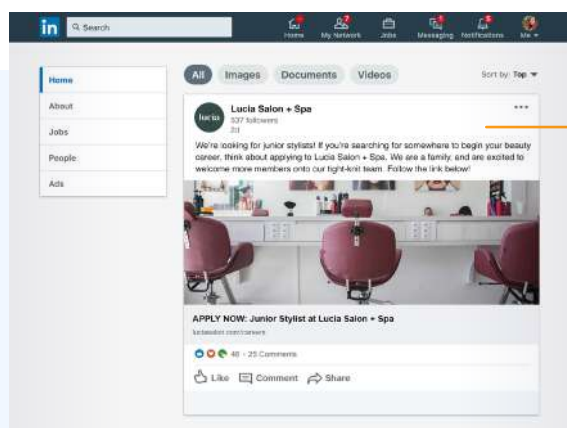 in Search
Home My Network Jobs Messaging Notifications Me
Home
About
Jobs
People
Ads
All Images Documents Videos Sort by: Top
lucia
Lucia Salon + Spa
537 followers
2d
We're looking for junior stylists! If you're searching for somewhere to begin your beauty
career, think about applying to Lucia Salon + Spa. We are a family, and are excited to
welcome more members onto our tight-knit team. Follow the link below!
APPLY NOW: Junior Stylist at Lucia Salon + Spa
luciasalon.com/careers
48 · 25 Comments
Like Comment Share